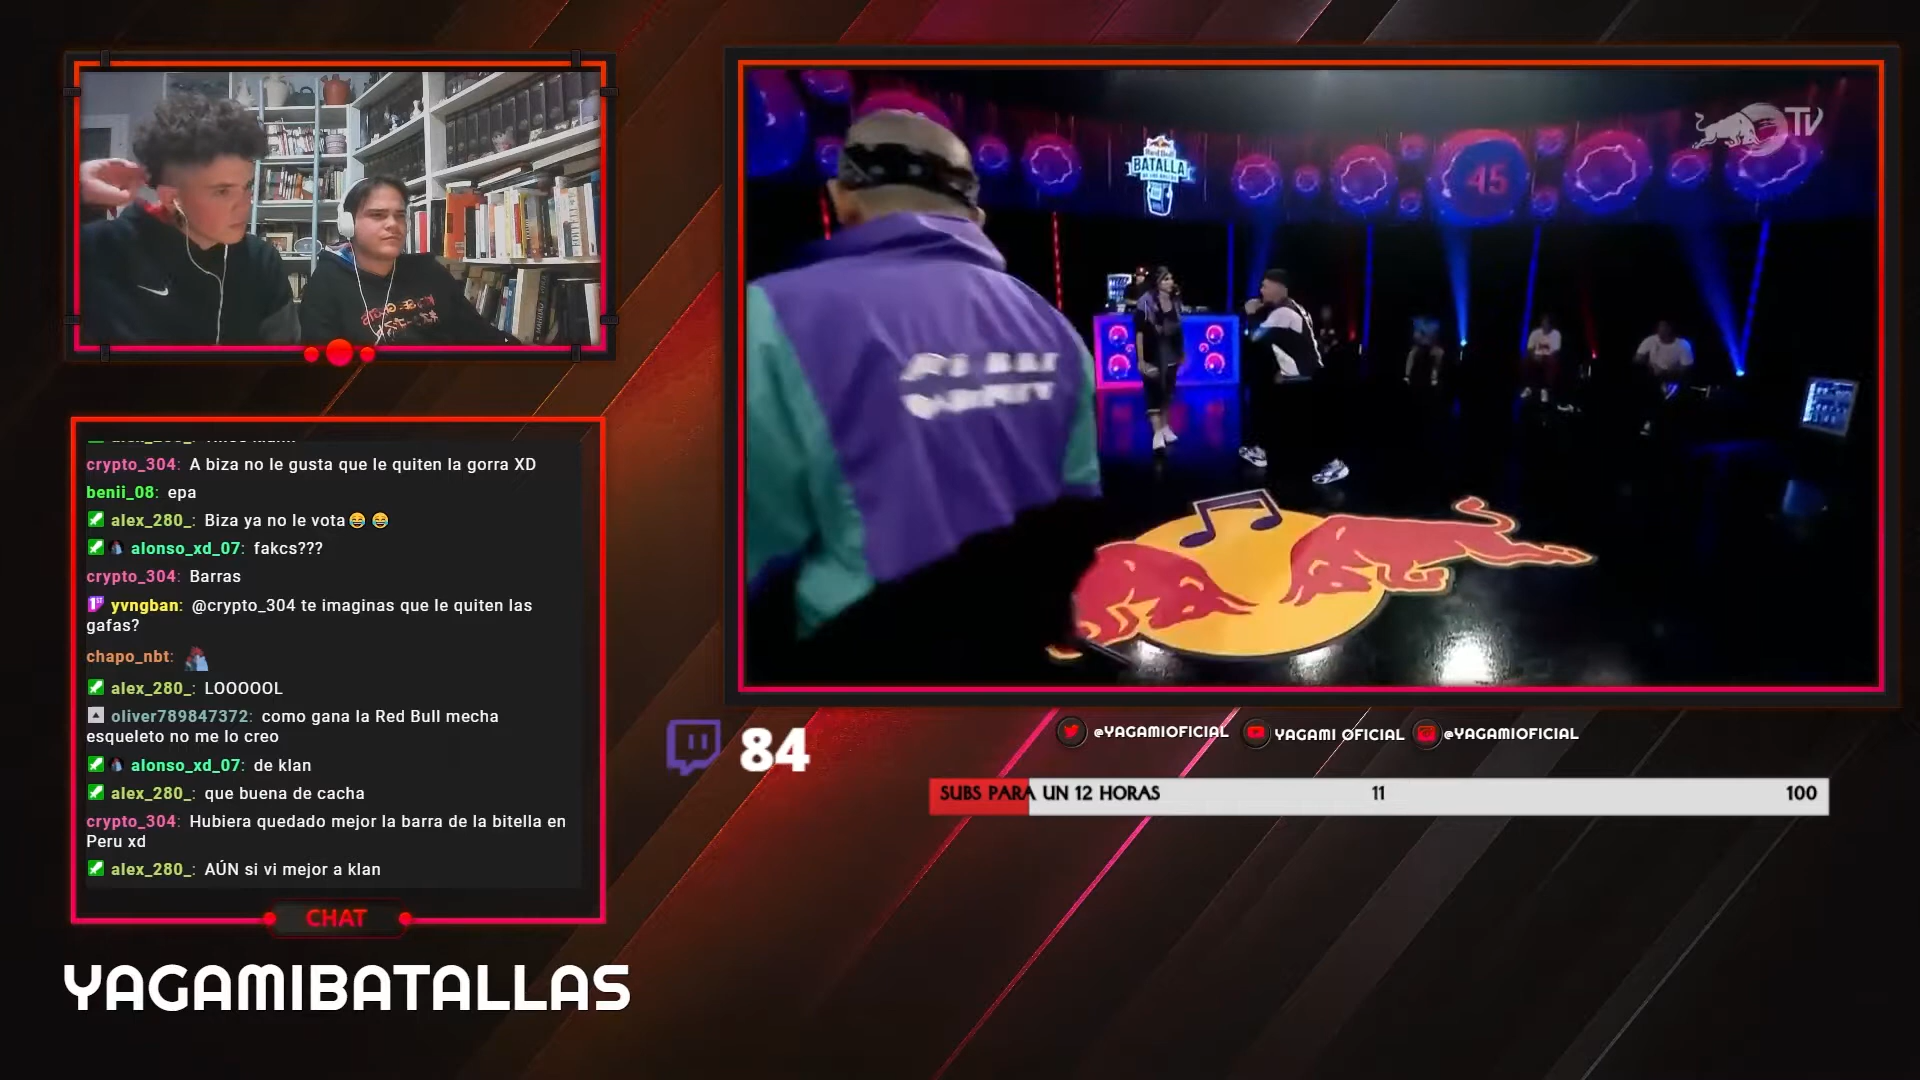 TV
Red Bull
BATALLA
45
crypto_304: A biza no le gusta que le quiten la gorra XD
benii_08: epa
alex_280_: Biza ya no le vota😂 😂
alonso_xd_07: fakcs???
crypto_304: Barras
yvngban: @crypto_304 te imaginas que le quiten las
gafas?
chapo_nbt:
alex_280_: LOOOOOL
oliver789847372: como gana la Red Bull mecha
esqueleto no me lo creo
alonso_xd_07: de klan
alex_280_: que buena de cacha
crypto_304: Hubiera quedado mejor la barra de la bitella en
Peru xd
alex_280_: AÚN si vi mejor a klan
CHAT
YAGAMIBATALLAS
84
@YAGAMIOFICIAL YAGAMI OFICIAL @YAGAMIOFICIAL
SUBS PARA UN 12 HORAS 11 100